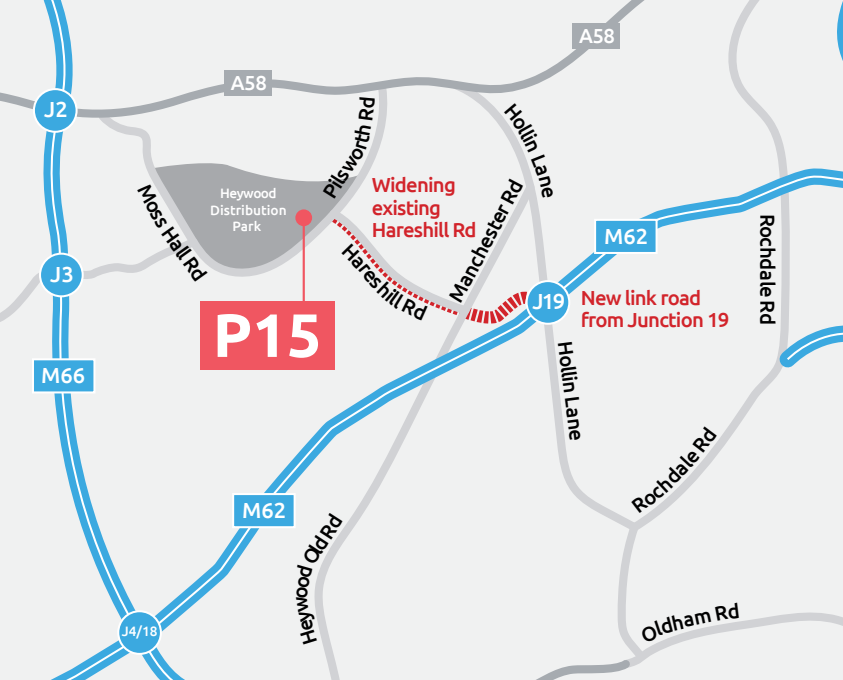 A58
A58
J2
Hollin Lane
Pilsworth Rd
Widening
existing
Hareshill Rd
Manchester Rd
Moss Hall Rd
Heywood
Distribution
Park
Rochdale Rd
M62
Hareshill Rd
J3
J19
New link road
from Junction 19
P15
M66
Hollin Lane
Rochdale Rd
M62
Heywood Old Rd
J4/18
Oldham Rd